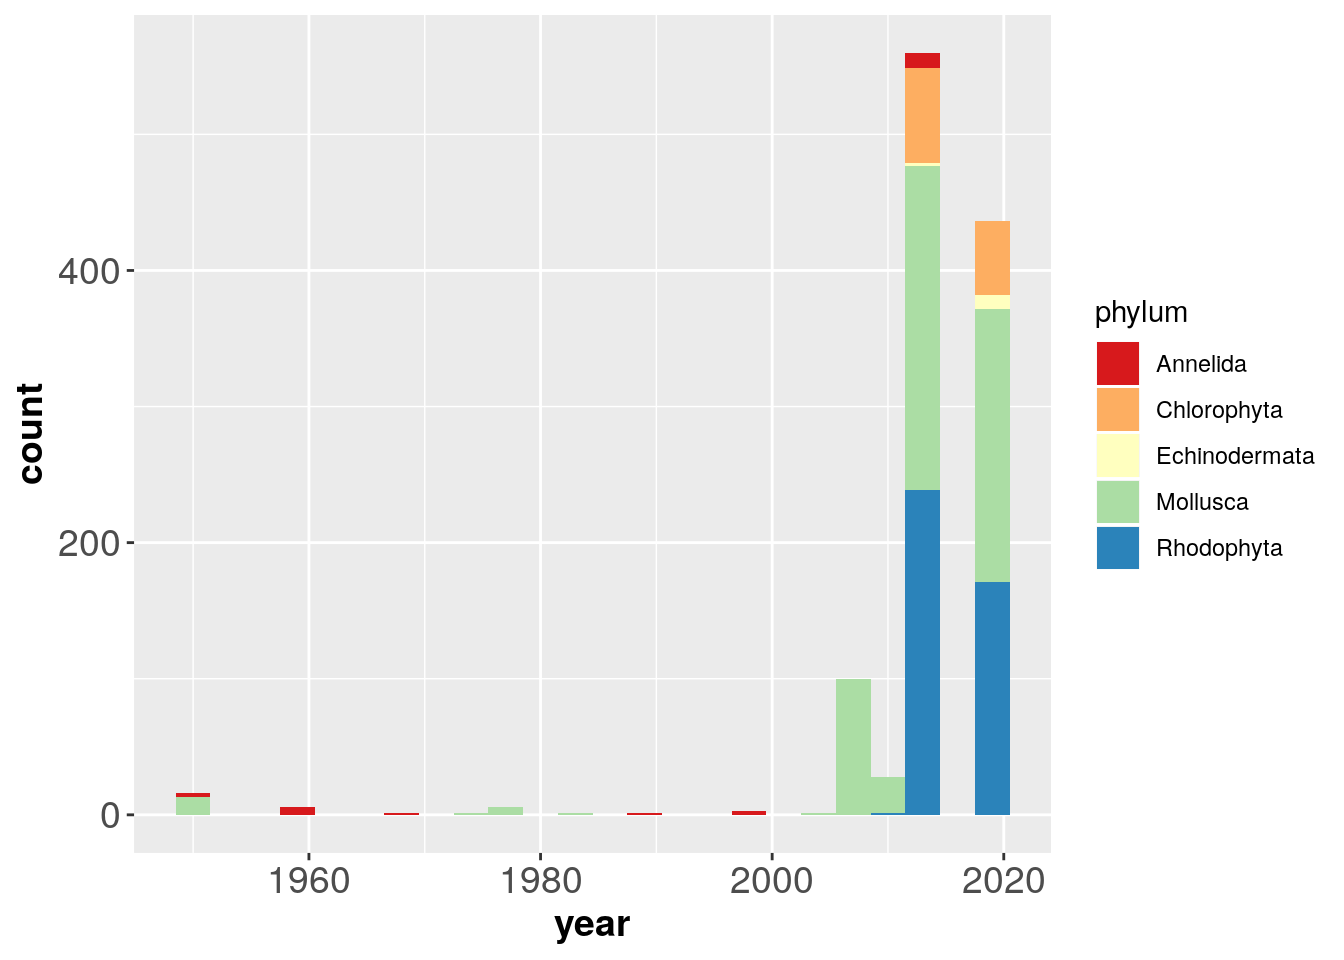 count
400
200
0
1960 1980 2000 2020
year
phylum
Annelida
Chlorophyta
Echinodermata
Mollusca
Rhodophyta